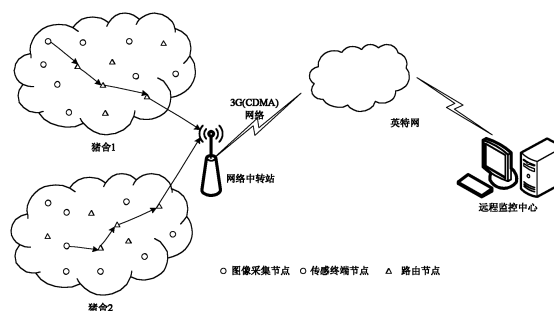 3G(CDMA)
网络
英特网
猪舍1
网络中转站
远程监控中心
图像采集节点 传感终端节点 路由节点
猪舍2